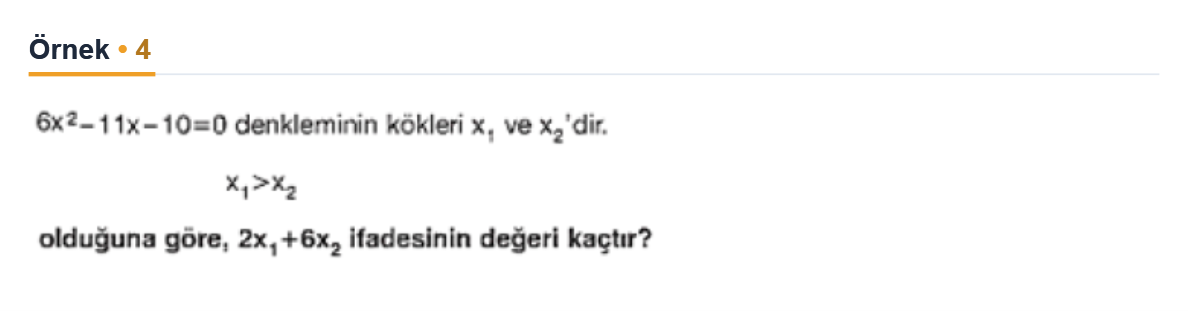 Örnek • 4
6x²–11x–10=0 denkleminin kökleri x₁ ve x₂'dir.
x₁>x₂
olduğuna göre, 2x₁+6x₂ ifadesinin değeri kaçtır?